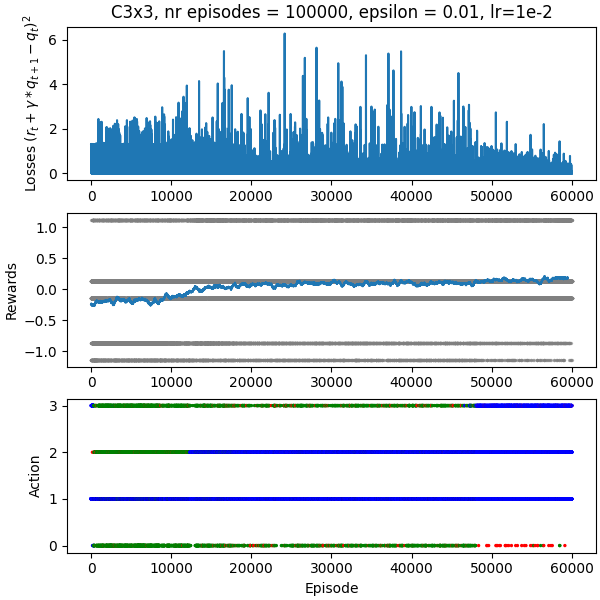 C3x3, nr episodes = 100000, epsilon = 0.01, lr=1e-2
Losses $(r_t + \gamma * q_{t+1} - q_t)^2$
6
4
2
0
0 10000 20000 30000 40000 50000 60000
Rewards
1.0
0.5
0.0
−0.5
−1.0
0 10000 20000 30000 40000 50000 60000
Action
3
2
1
0
0 10000 20000 30000 40000 50000 60000
Episode